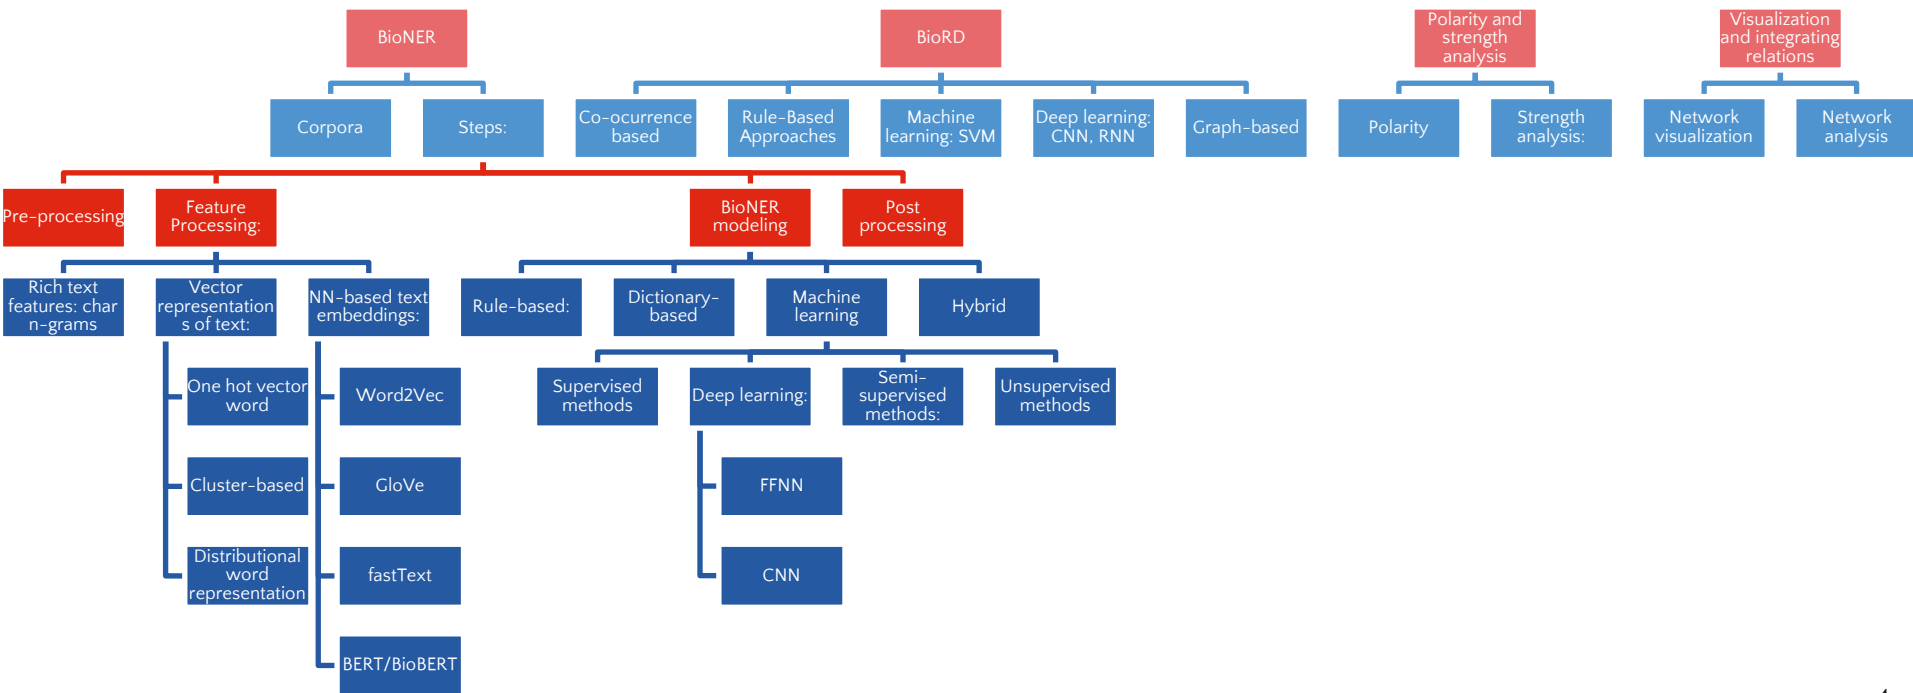 BioNER
BioRD
Polarity and
strength
analysis
Visualization
and integrating
relations
Corpora
Steps:
Co-ocurrence
based
Rule-Based
Approaches
Machine
learning: SVM
Deep learning:
CNN, RNN
Graph-based
Polarity
Strength
analysis:
Network
visualization
Network
analysis
Pre-processing
Feature
Processing:
BioNER
modeling
Post
processing
Rich text
features: char
n-grams
Vector
representation
s of text:
NN-based text
embeddings:
Rule-based:
Dictionary-
based
Machine
learning
Hybrid
One hot vector
word
Word2Vec
Supervised
methods
Deep learning:
Semi-
supervised
methods:
Unsupervised
methods
Cluster-based
GloVe
FFNN
Distributional
word
representation
fastText
CNN
BERT/BioBERT